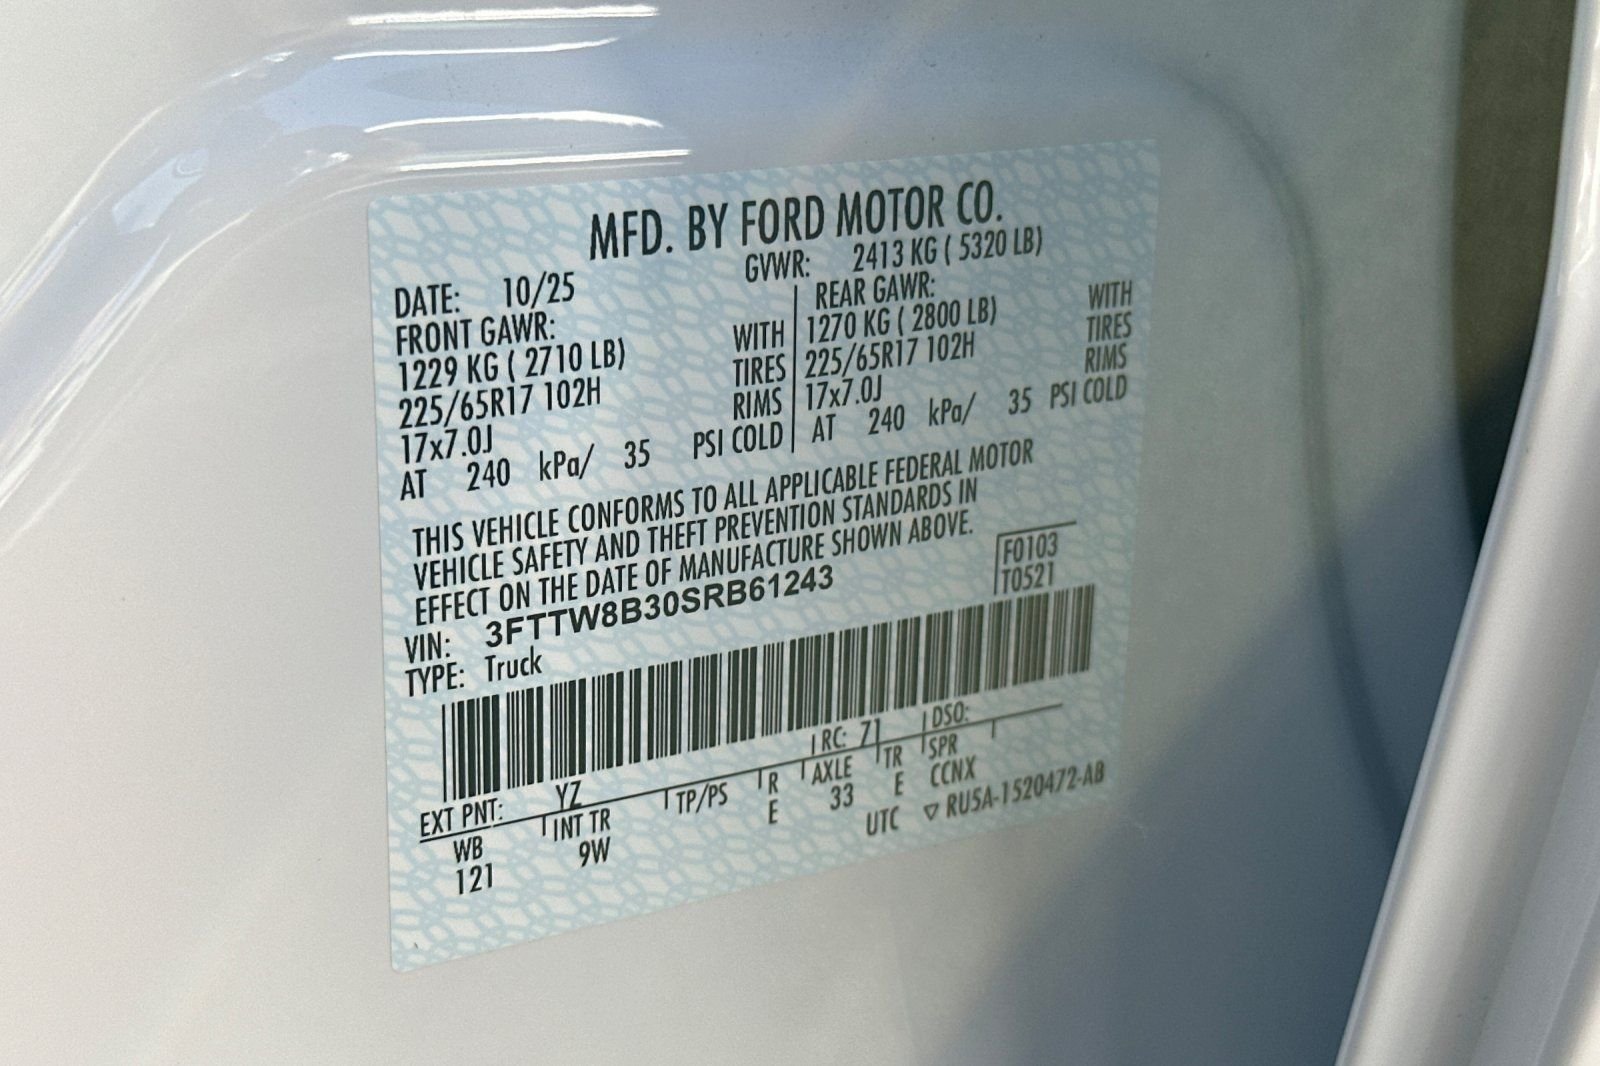 MFD. BY FORD MOTOR CO.
DATE: 10/25 GVWR: 2413 KG ( 5320 LB)
FRONT GAWR: REAR GAWR:
1229 KG ( 2710 LB) WITH 1270 KG ( 2800 LB) WITH
225/65R17 102H TIRES 225/65R17 102H TIRES
17x7.0J RIMS 17x7.0J RIMS
AT 240 kPa/ 35 PSI COLD AT 240 kPa/ 35 PSI COLD
THIS VEHICLE CONFORMS TO ALL APPLICABLE FEDERAL MOTOR
VEHICLE SAFETY AND THEFT PREVENTION STANDARDS IN
EFFECT ON THE DATE OF MANUFACTURE SHOWN ABOVE.
F0103
T0521
VIN: 3FTTW8B30SRB61243
TYPE: Truck
EXT PNT: YZ RC: 71 DSO:
WB INT TR TP/PS R AXLE TR SPR
121 9W E 33 E CCNX
UTC ▽ RU5A-1520472-AB